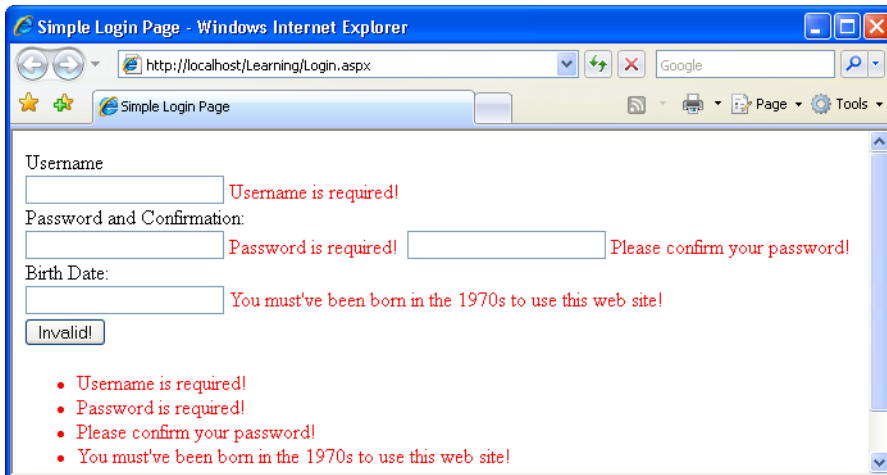 Simple Login Page - Windows Internet Explorer
http://localhost/Learning/Login.aspx
Google
Simple Login Page
Page
Tools
Username
Username is required!
Password and Confirmation:
Password is required! Please confirm your password!
Birth Date:
You must've been born in the 1970s to use this web site!
Invalid!
Username is required!
Password is required!
Please confirm your password!
You must've been born in the 1970s to use this web site!